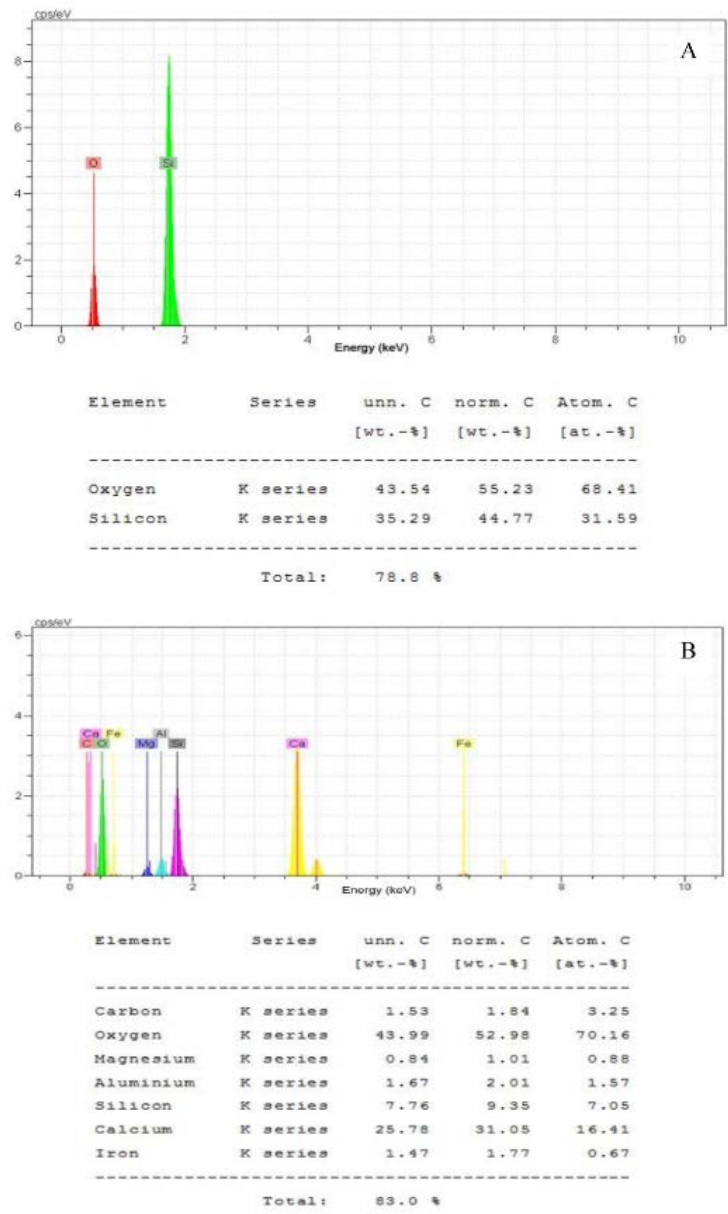 cps/eV
A
8
6
O Si
4
2
0
0 2 4 6 8 10
Energy (keV)
Element Series unn. C norm. C Atom. C
[wt.-%] [wt.-%] [at.-%]
Oxygen K series 43.54 55.23 68.41
Silicon K series 35.29 44.77 31.59
Total: 78.8 %
cps/eV
6
B
4
Ca Fe Al
C O Mg Si Ca Fe
2
0
0 2 4 6 8 10
Energy (keV)
Element Series unn. C norm. C Atom. C
[wt.-%] [wt.-%] [at.-%]
Carbon K series 1.53 1.84 3.25
Oxygen K series 43.99 52.98 70.16
Magnesium K series 0.84 1.01 0.88
Aluminium K series 1.67 2.01 1.57
Silicon K series 7.76 9.35 7.05
Calcium K series 25.78 31.05 16.41
Iron K series 1.47 1.77 0.67
Total: 83.0 %